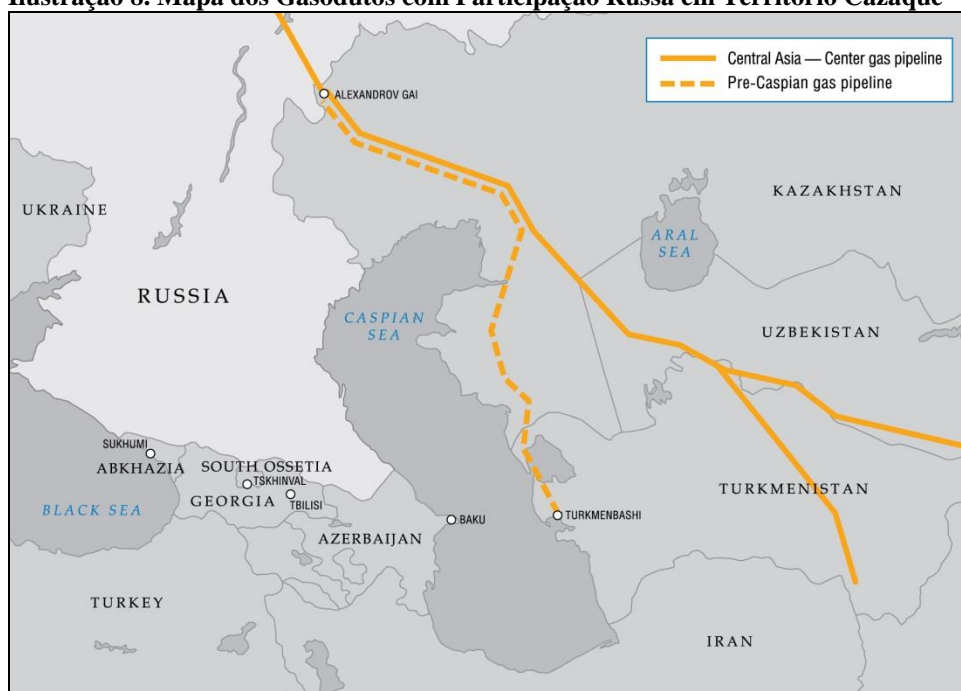 Ilustração 8. Mapa dos Gasodutos com Participação Russa em Território Cazaque
Central Asia — Center gas pipeline
Pre-Caspian gas pipeline
ALEXANDROV GAI
KAZAKHSTAN
UKRAINE
ARAL
SEA
RUSSIA
CASPIAN
SEA
UZBEKISTAN
SUKHUMI
ABKHAZIA
SOUTH OSSETIA
TSKHINVAL
GEORGIA
TBILISI
TURKMENISTAN
BLACK SEA
BAKU
TURKMENBASHI
AZERBAIJAN
TURKEY
IRAN